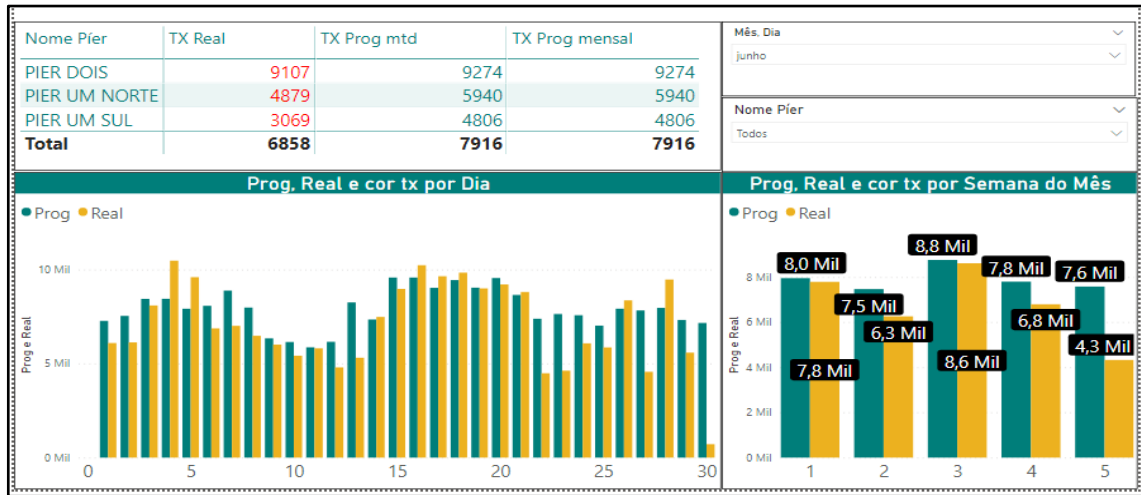 Nome Píer TX Real TX Prog mtd TX Prog mensal
PIER DOIS 9107 9274 9274
PIER UM NORTE 4879 5940 5940
PIER UM SUL 3069 4806 4806
Total 6858 7916 7916
Mês, Dia
junho
Nome Píer
Todos
Prog, Real e cor tx por Dia
Prog Real
Prog e Real
10 Mil
5 Mil
0 Mil
0 5 10 15 20 25 30
Prog, Real e cor tx por Semana do Mês
Prog Real
Prog e Real
8 Mil
6 Mil
4 Mil
2 Mil
0 Mil
8,0 Mil
7,8 Mil
7,5 Mil
6,3 Mil
8,8 Mil
8,6 Mil
7,8 Mil
6,8 Mil
7,6 Mil
4,3 Mil
1 2 3 4 5